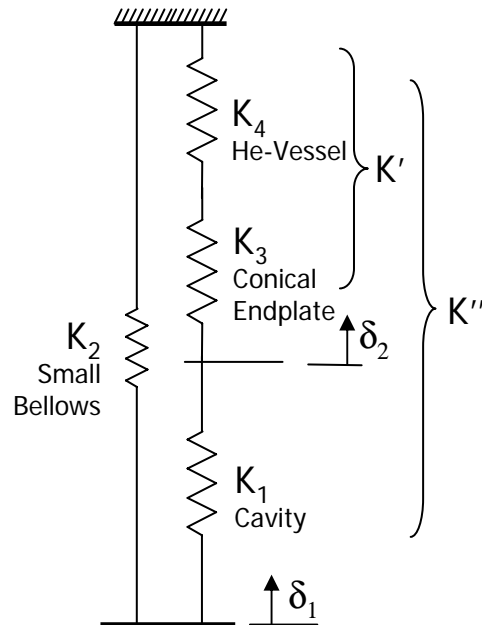 K₄
He-Vessel
K'
K₃
Conical
Endplate
K''
δ₂
K₂
Small
Bellows
K₁
Cavity
δ₁